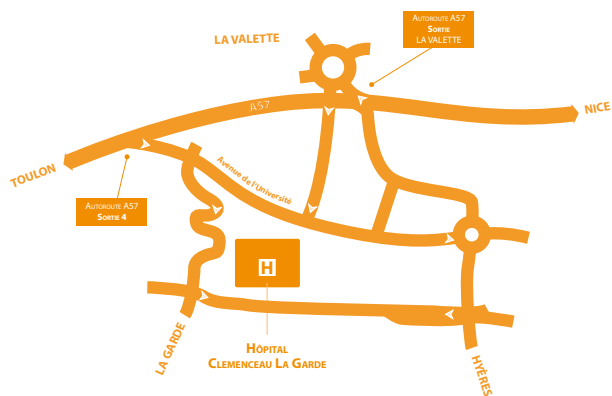 LA VALETTE
AUTOROUTE A57
SORTIE
LA VALETTE
A57
NICE
TOULON
Avenue de l'Université
AUTOROUTE A57
SORTIE 4
H
LA GARDE
HÔPITAL
CLEMENCEAU LA GARDE
HYÈRES